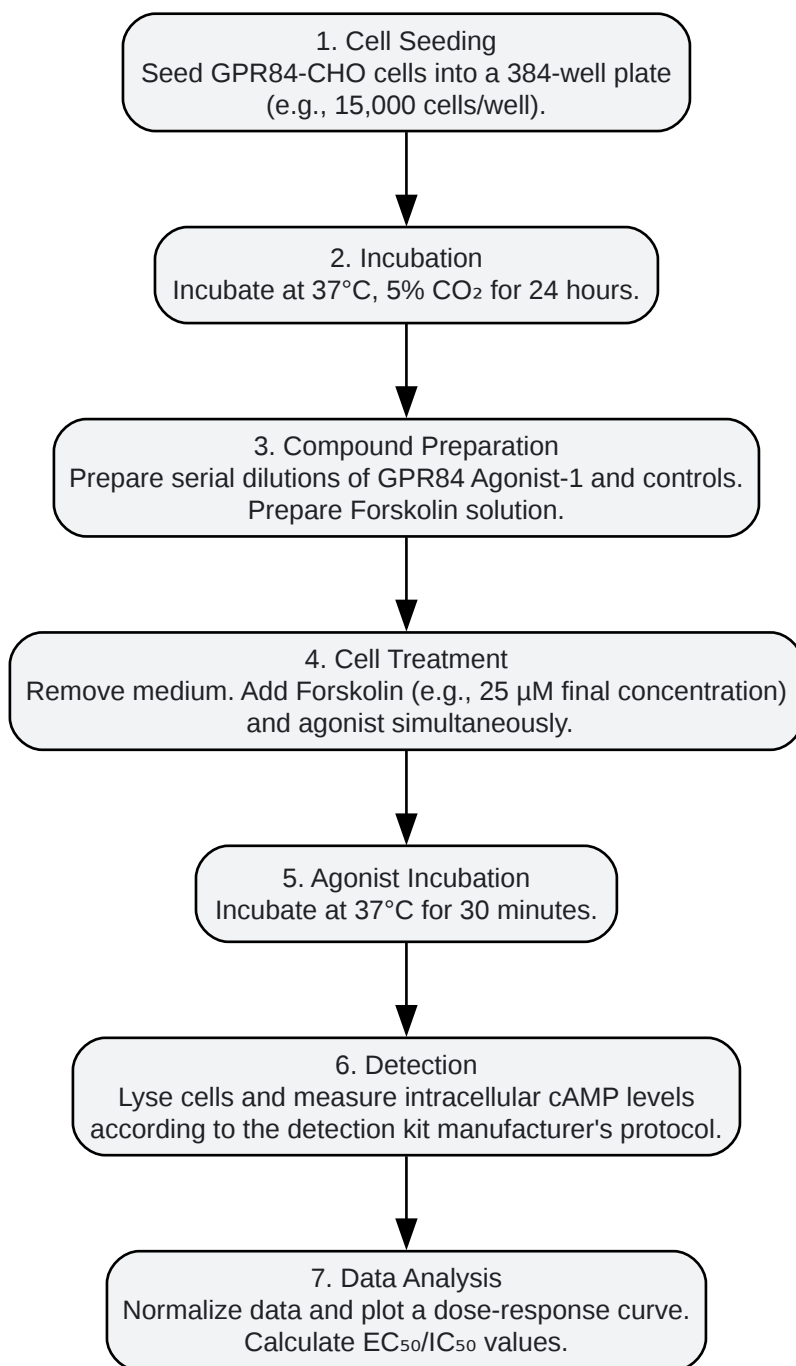 1. Cell Seeding
Seed GPR84-CHO cells into a 384-well plate
(e.g., 15,000 cells/well).
2. Incubation
Incubate at 37°C, 5% CO₂ for 24 hours.
3. Compound Preparation
Prepare serial dilutions of GPR84 Agonist-1 and controls.
Prepare Forskolin solution.
4. Cell Treatment
Remove medium. Add Forskolin (e.g., 25 µM final concentration)
and agonist simultaneously.
5. Agonist Incubation
Incubate at 37°C for 30 minutes.
6. Detection
Lyse cells and measure intracellular cAMP levels
according to the detection kit manufacturer's protocol.
7. Data Analysis
Normalize data and plot a dose-response curve.
Calculate EC₅₀/IC₅₀ values.